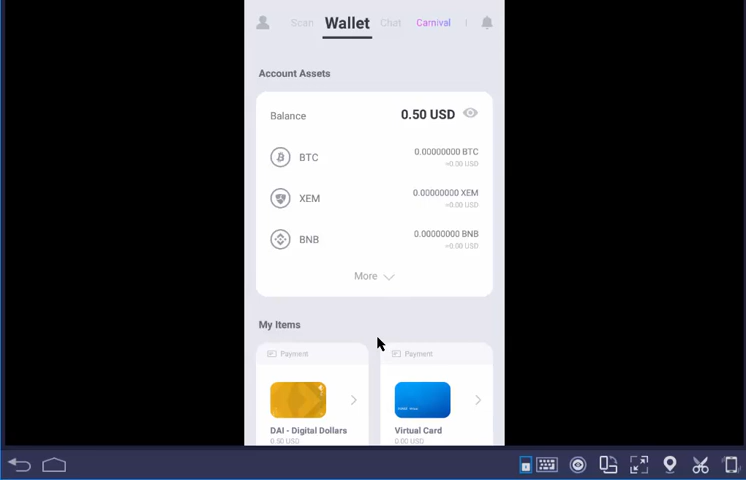 Scan Wallet Chat Carnival
Account Assets
Balance 0.50 USD
BTC 0.00000000 BTC
≈0.00 USD
XEM 0.00000000 XEM
≈0.00 USD
BNB 0.00000000 BNB
≈0.00 USD
More
My Items
Payment Payment
DAI - Digital Dollars Virtual Card
0.50 USD 0.00 USD